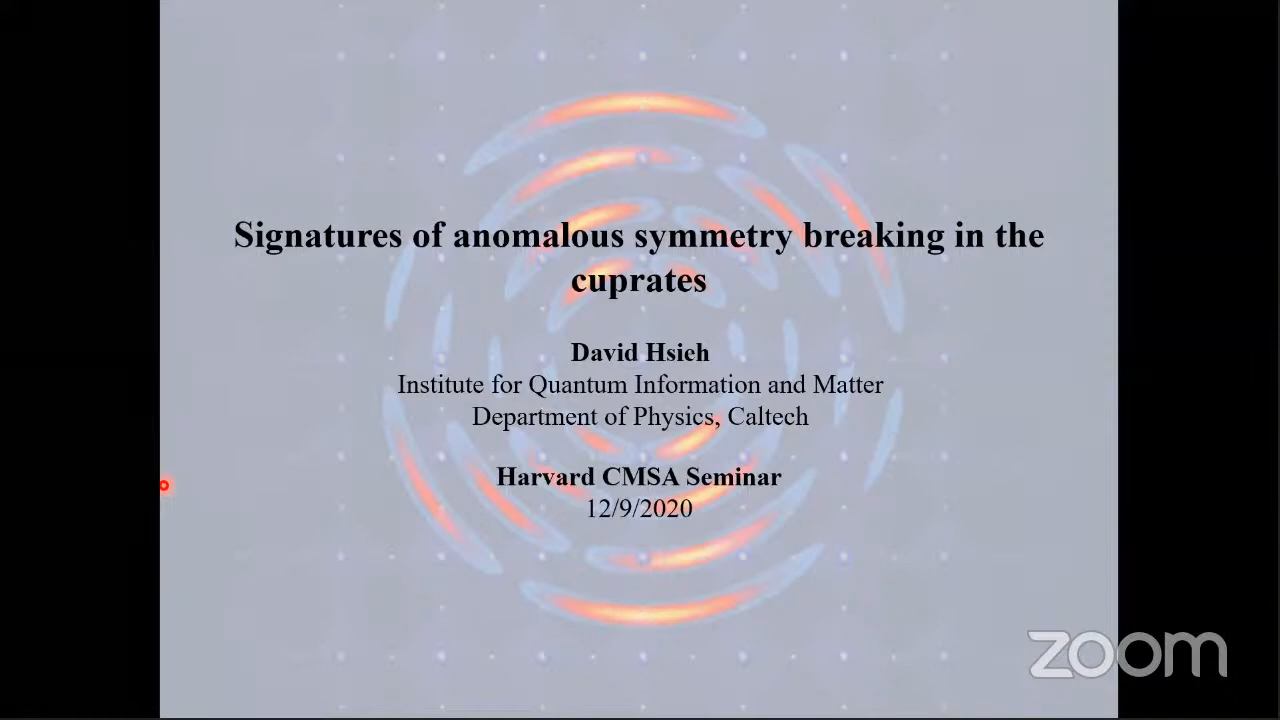 Signatures of anomalous symmetry breaking in the
cuprates
David Hsieh
Institute for Quantum Information and Matter
Department of Physics, Caltech
Harvard CMSA Seminar
12/9/2020
zoom